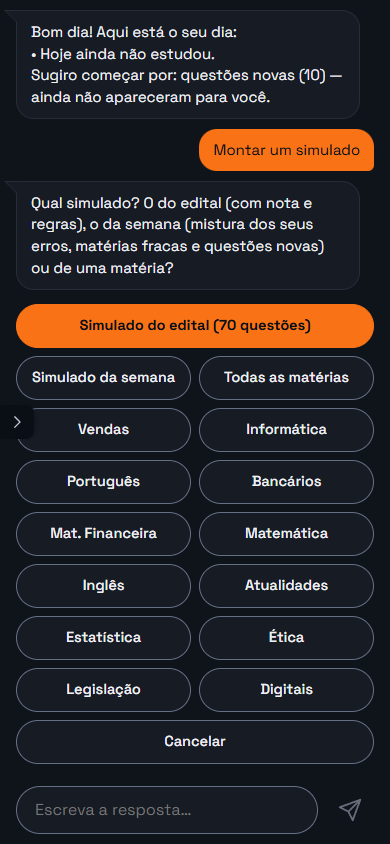 Bom dia! Aqui está o seu dia:
• Hoje ainda não estudou.
Sugiro começar por: questões novas (10) —
ainda não apareceram para você.
Montar um simulado
Qual simulado? O do edital (com nota e
regras), o da semana (mistura dos seus
erros, matérias fracas e questões novas)
ou de uma matéria?
Simulado do edital (70 questões)
Simulado da semana
Todas as matérias
Vendas
Informática
Português
Bancários
Mat. Financeira
Matemática
Inglês
Atualidades
Estatística
Ética
Legislação
Digitais
Cancelar
Escreva a resposta...